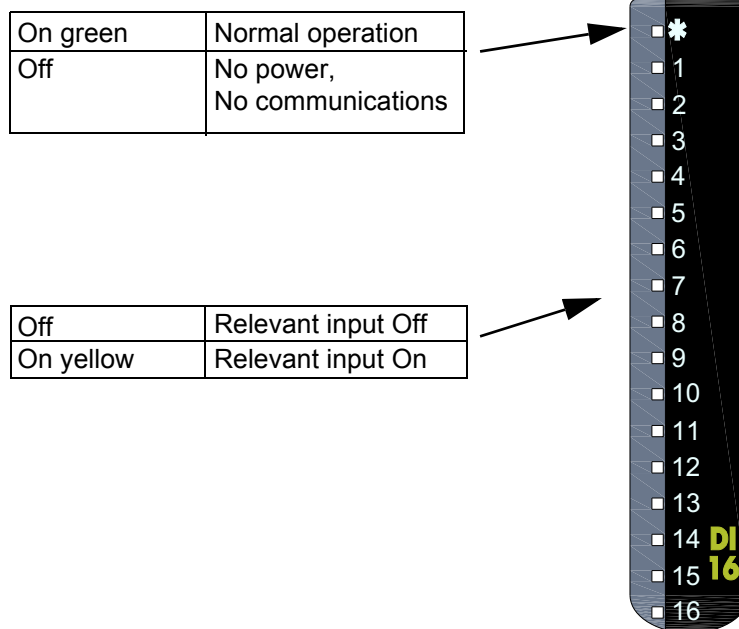 On green Normal operation
Off No power,
No communications
Off Relevant input Off
On yellow Relevant input On
✱
1
2
3
4
5
6
7
8
9
10
11
12
13
14 DI
15 16
16